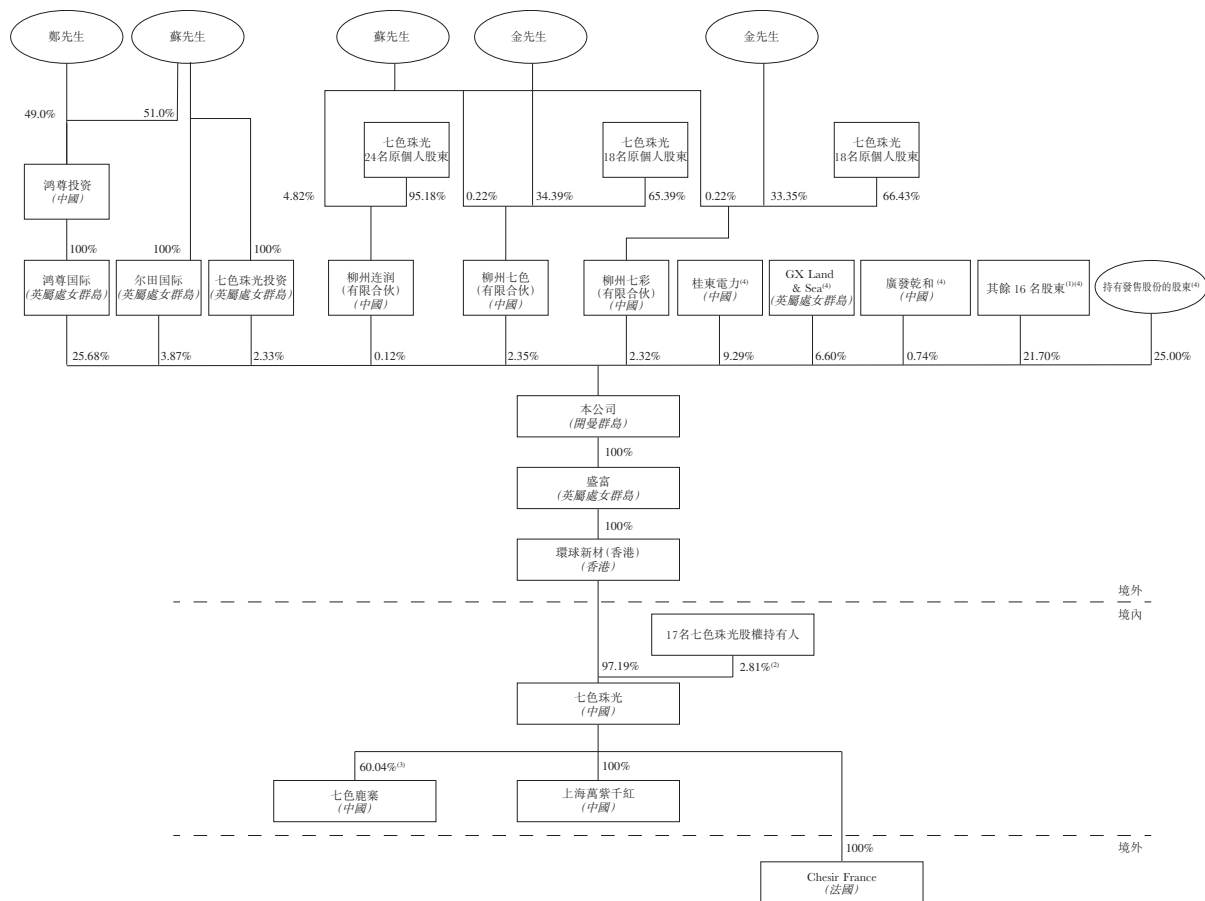 鄭先生
蘇先生
蘇先生
金先生
金先生
49.0%
51.0%
七色珠光
24名原個人股東
七色珠光
18名原個人股東
七色珠光
18名原個人股東
鸿尊投资
(中國)
4.82%
95.18%
0.22%
34.39%
65.39%
0.22%
33.35%
66.43%
100%
100%
100%
鸿尊国际
(英屬處女群島)
尔田国际
(英屬處女群島)
七色珠光投资
(英屬處女群島)
柳州连润
(有限合伙)
(中國)
柳州七色
(有限合伙)
(中國)
柳州七彩
(有限合伙)
(中國)
桂東電力(4)
(中國)
GX Land
& Sea(4)
(英屬處女群島)
廣發乾和(4)
(中國)
其餘 16 名股東(1)(4)
持有發售股份的股東(4)
25.68%
3.87%
2.33%
0.12%
2.35%
2.32%
9.29%
6.60%
0.74%
21.70%
25.00%
本公司
(開曼群島)
100%
盛富
(英屬處女群島)
100%
環球新材(香港)
(香港)
境外
境內
17名七色珠光股權持有人
97.19%
2.81%(2)
七色珠光
(中國)
60.04%(3)
100%
七色鹿寨
(中國)
上海萬紫千紅
(中國)
境外
100%
Chesir France
(法國)